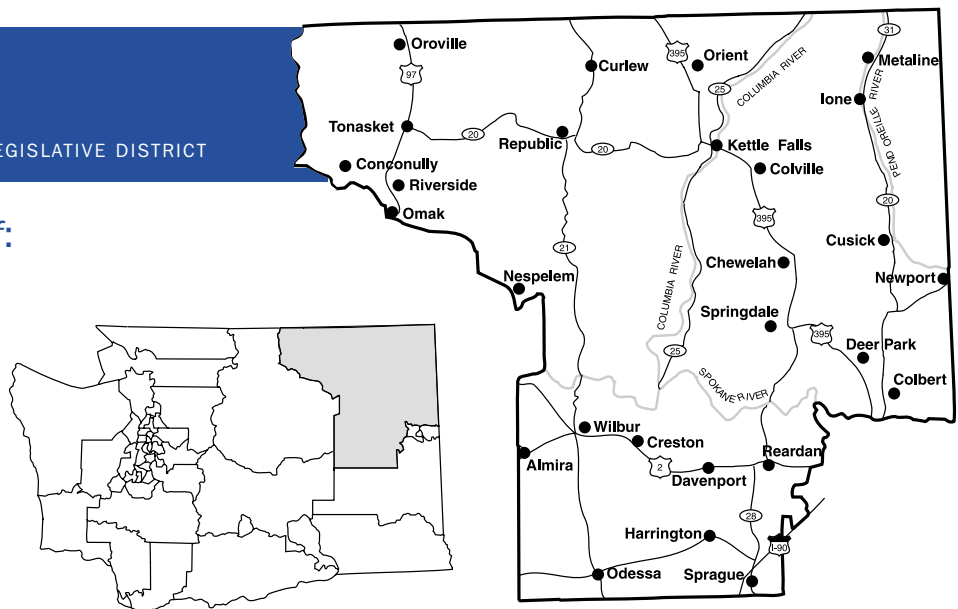 EGISLATIVE DISTRICT
f:
Oroville
97
Tonasket
20
Conconully
Riverside
Omak
Nespelem
Curlew
Republic
20
21
395
Orient
25
COLUMBIA RIVER
Kettle Falls
Colville
395
Chewelah
Springdale
COLUMBIA RIVER
25
SPOKANE RIVER
395
31
Metaline
Ione
PEND OREILLE RIVER
20
Cusick
Newport
Deer Park
Colbert
Wilbur
Creston
Almira
2
Davenport
Reardan
28
Harrington
I-90
Odessa
Sprague